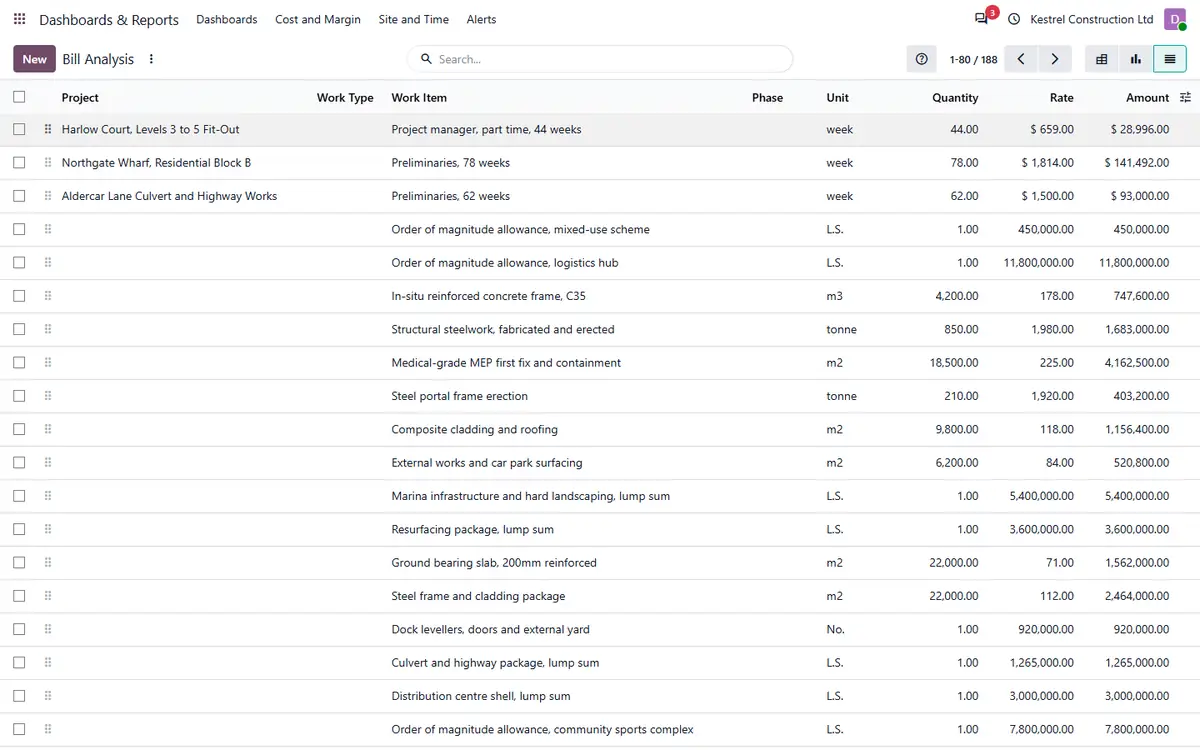 Dashboards & Reports Dashboards Cost and Margin Site and Time Alerts 3 Kestrel Construction Ltd D
New Bill Analysis Search... 1-80 / 188
Project Work Type Work Item Phase Unit Quantity Rate Amount
Harlow Court, Levels 3 to 5 Fit-Out Project manager, part time, 44 weeks week 44.00 $ 659.00 $ 28,996.00
Northgate Wharf, Residential Block B Preliminaries, 78 weeks week 78.00 $ 1,814.00 $ 141,492.00
Aldercar Lane Culvert and Highway Works Preliminaries, 62 weeks week 62.00 $ 1,500.00 $ 93,000.00
Order of magnitude allowance, mixed-use scheme L.S. 1.00 450,000.00 450,000.00
Order of magnitude allowance, logistics hub L.S. 1.00 11,800,000.00 11,800,000.00
In-situ reinforced concrete frame, C35 m3 4,200.00 178.00 747,600.00
Structural steelwork, fabricated and erected tonne 850.00 1,980.00 1,683,000.00
Medical-grade MEP first fix and containment m2 18,500.00 225.00 4,162,500.00
Steel portal frame erection tonne 210.00 1,920.00 403,200.00
Composite cladding and roofing m2 9,800.00 118.00 1,156,400.00
External works and car park surfacing m2 6,200.00 84.00 520,800.00
Marina infrastructure and hard landscaping, lump sum L.S. 1.00 5,400,000.00 5,400,000.00
Resurfacing package, lump sum L.S. 1.00 3,600,000.00 3,600,000.00
Ground bearing slab, 200mm reinforced m2 22,000.00 71.00 1,562,000.00
Steel frame and cladding package m2 22,000.00 112.00 2,464,000.00
Dock levellers, doors and external yard No. 1.00 920,000.00 920,000.00
Culvert and highway package, lump sum L.S. 1.00 1,265,000.00 1,265,000.00
Distribution centre shell, lump sum L.S. 1.00 3,000,000.00 3,000,000.00
Order of magnitude allowance, community sports complex L.S. 1.00 7,800,000.00 7,800,000.00